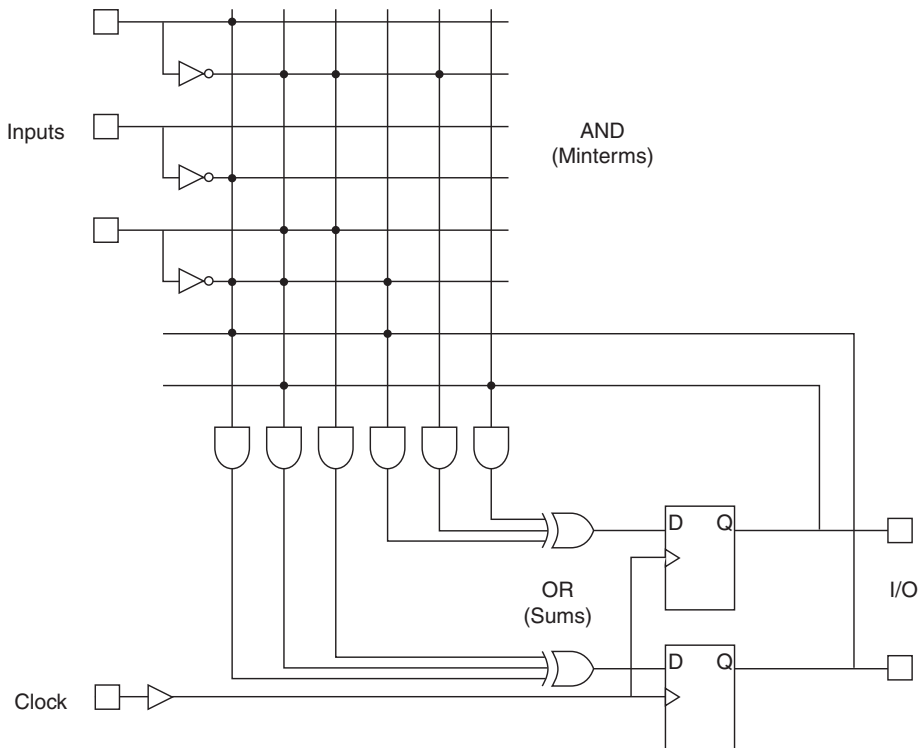 Inputs
AND
(Minterms)
D
Q
OR
(Sums)
I/O
D
Q
Clock